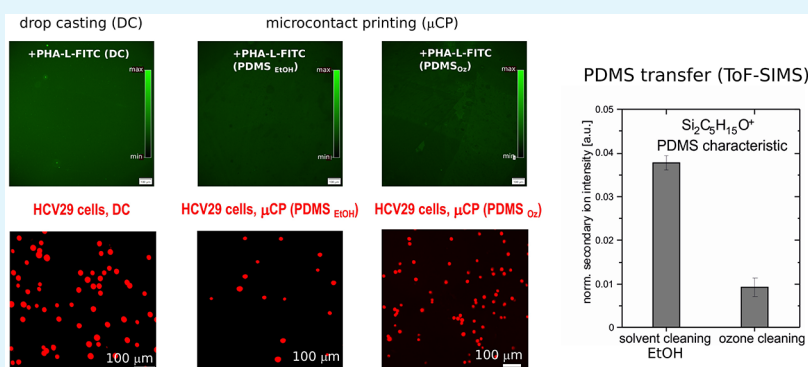 drop casting (DC)
microcontact printing (μCP)
+PHA-L-FITC (DC)
max
min
+PHA-L-FITC
(PDMS EtOH)
max
min
+PHA-L-FITC
(PDMSOz)
max
min
HCV29 cells, DC
HCV29 cells, μCP (PDMS EtOH)
HCV29 cells, μCP (PDMS Oz)
100 μm
100 μm
100 μm
PDMS transfer (ToF-SIMS)
Si2C5H15O+
PDMS characteristic
norm. secondary ion intensity [a.u.]
0.05
0.04
0.03
0.02
0.01
0
solvent cleaning
EtOH
ozone cleaning